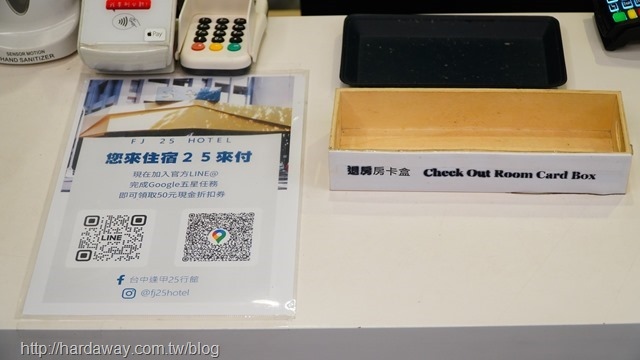 SENSOR MOTION
HAND SANITIZER
Pay
FJ 25 HOTEL
您來住宿25來付
現在加入官方LINE@
完成Google五星任務
即可領取50元現金折扣券
LINE
台中逢甲25行館
@fj25hotel
退房房卡盒 Check Out Room Card Box
http://hardaway.com.tw/blog